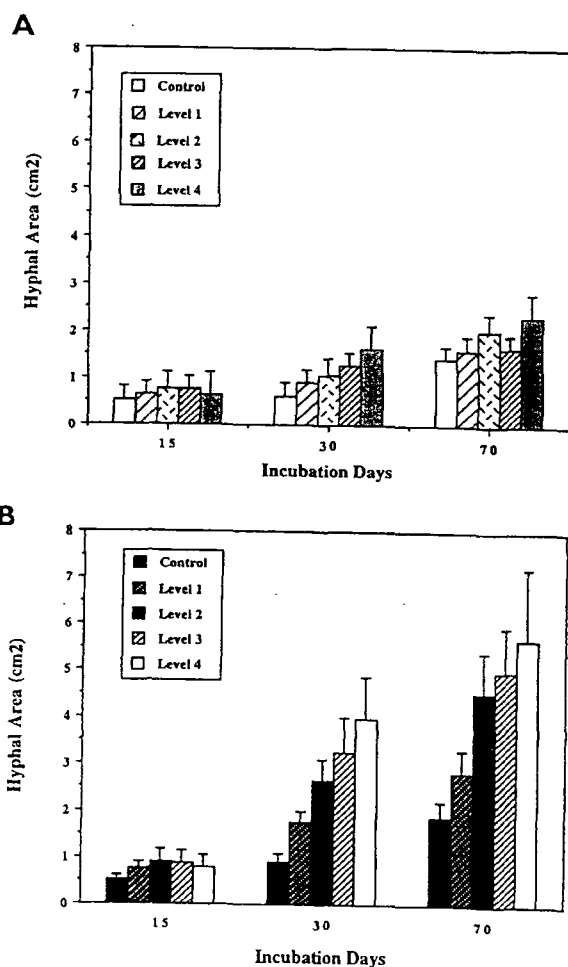 A
8
7
6
5
4
3
2
1
0
Hyphal Area (cm2)
Control
Level 1
Level 2
Level 3
Level 4
15 30 70
Incubation Days
B
8
7
6
5
4
3
2
1
0
Hyphal Area (cm2)
Control
Level 1
Level 2
Level 3
Level 4
15 30 70
Incubation Days